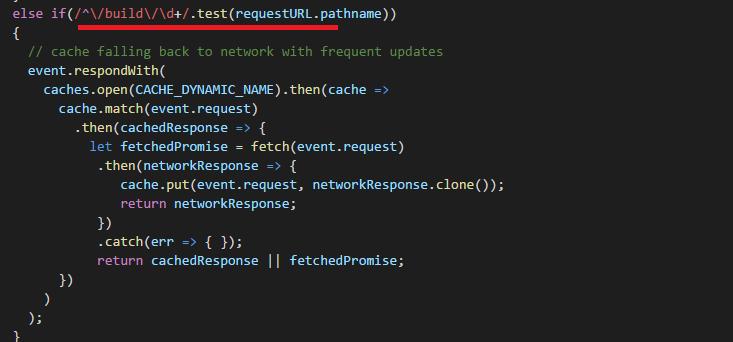 }
else if(/^\/build\/\d+/.test(requestURL.pathname))
{
  // cache falling back to network with frequent updates
  event.respondWith(
    caches.open(CACHE_DYNAMIC_NAME).then(cache =>
      cache.match(event.request)
        .then(cachedResponse => {
          let fetchedPromise = fetch(event.request)
           .then(networkResponse => {
              cache.put(event.request, networkResponse.clone());
              return networkResponse;
           })
           .catch(err => { });
           return cachedResponse || fetchedPromise;
      })
    )
  );
}